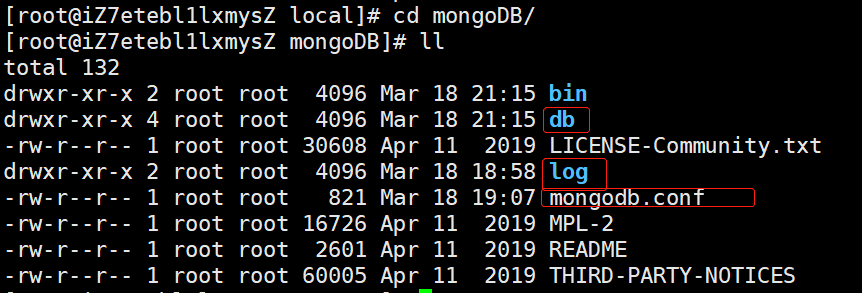 [root@iZ7etebl1lxmysZ local]# cd mongoDB/
[root@iZ7etebl1lxmysZ mongoDB]# ll
total 132
drwxr-xr-x 2 root root  4096 Mar 18 21:15 bin
drwxr-xr-x 4 root root  4096 Mar 18 21:15 db
-rw-r--r-- 1 root root 30608 Apr 11  2019 LICENSE-Community.txt
drwxr-xr-x 2 root root  4096 Mar 18 18:58 log
-rw-r--r-- 1 root root   821 Mar 18 19:07 mongodb.conf
-rw-r--r-- 1 root root 16726 Apr 11  2019 MPL-2
-rw-r--r-- 1 root root  2601 Apr 11  2019 README
-rw-r--r-- 1 root root 60005 Apr 11  2019 THIRD-PARTY-NOTICES